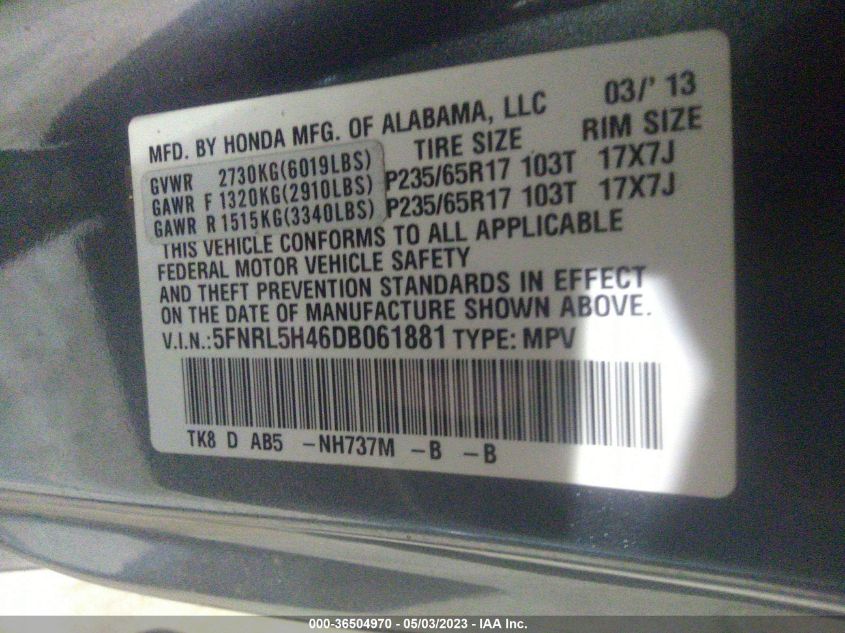 MFD. BY HONDA MFG. OF ALABAMA, LLC 03/' 13
TIRE SIZE RIM SIZE
GVWR 2730KG(6019LBS)
GAWR F 1320KG(2910LBS) P235/65R17 103T 17X7J
GAWR R 1515KG(3340LBS) P235/65R17 103T 17X7J
THIS VEHICLE CONFORMS TO ALL APPLICABLE
FEDERAL MOTOR VEHICLE SAFETY
AND THEFT PREVENTION STANDARDS IN EFFECT
ON THE DATE OF MANUFACTURE SHOWN ABOVE.
V.I.N.:5FNRL5H46DB061881 TYPE: MPV
TK8 D AB5 -NH737M -B -B
000-36504970 - 05/03/2023 - IAA Inc.